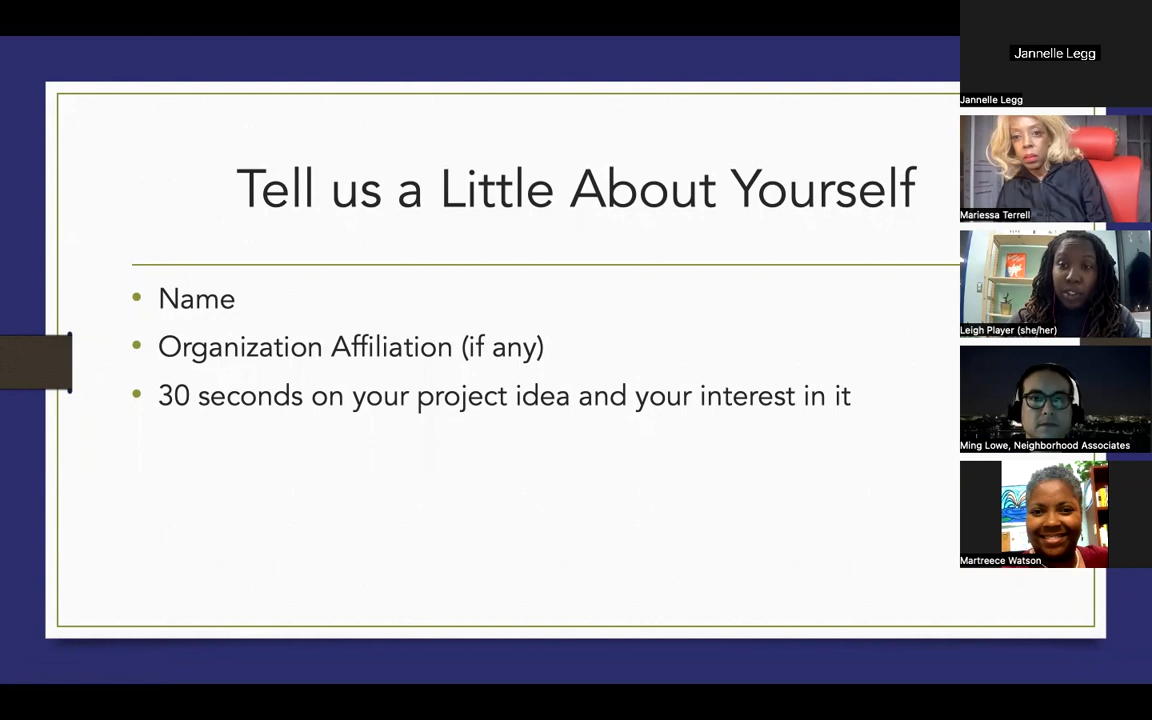 Tell us a Little About Yourself
Name
Organization Affiliation (if any)
30 seconds on your project idea and your interest in it
Jannelle Legg
Jannelle Legg
Mariessa Terrell
Leigh Player (she/her)
Ming Lowe, Neighborhood Associates
Martreece Watson